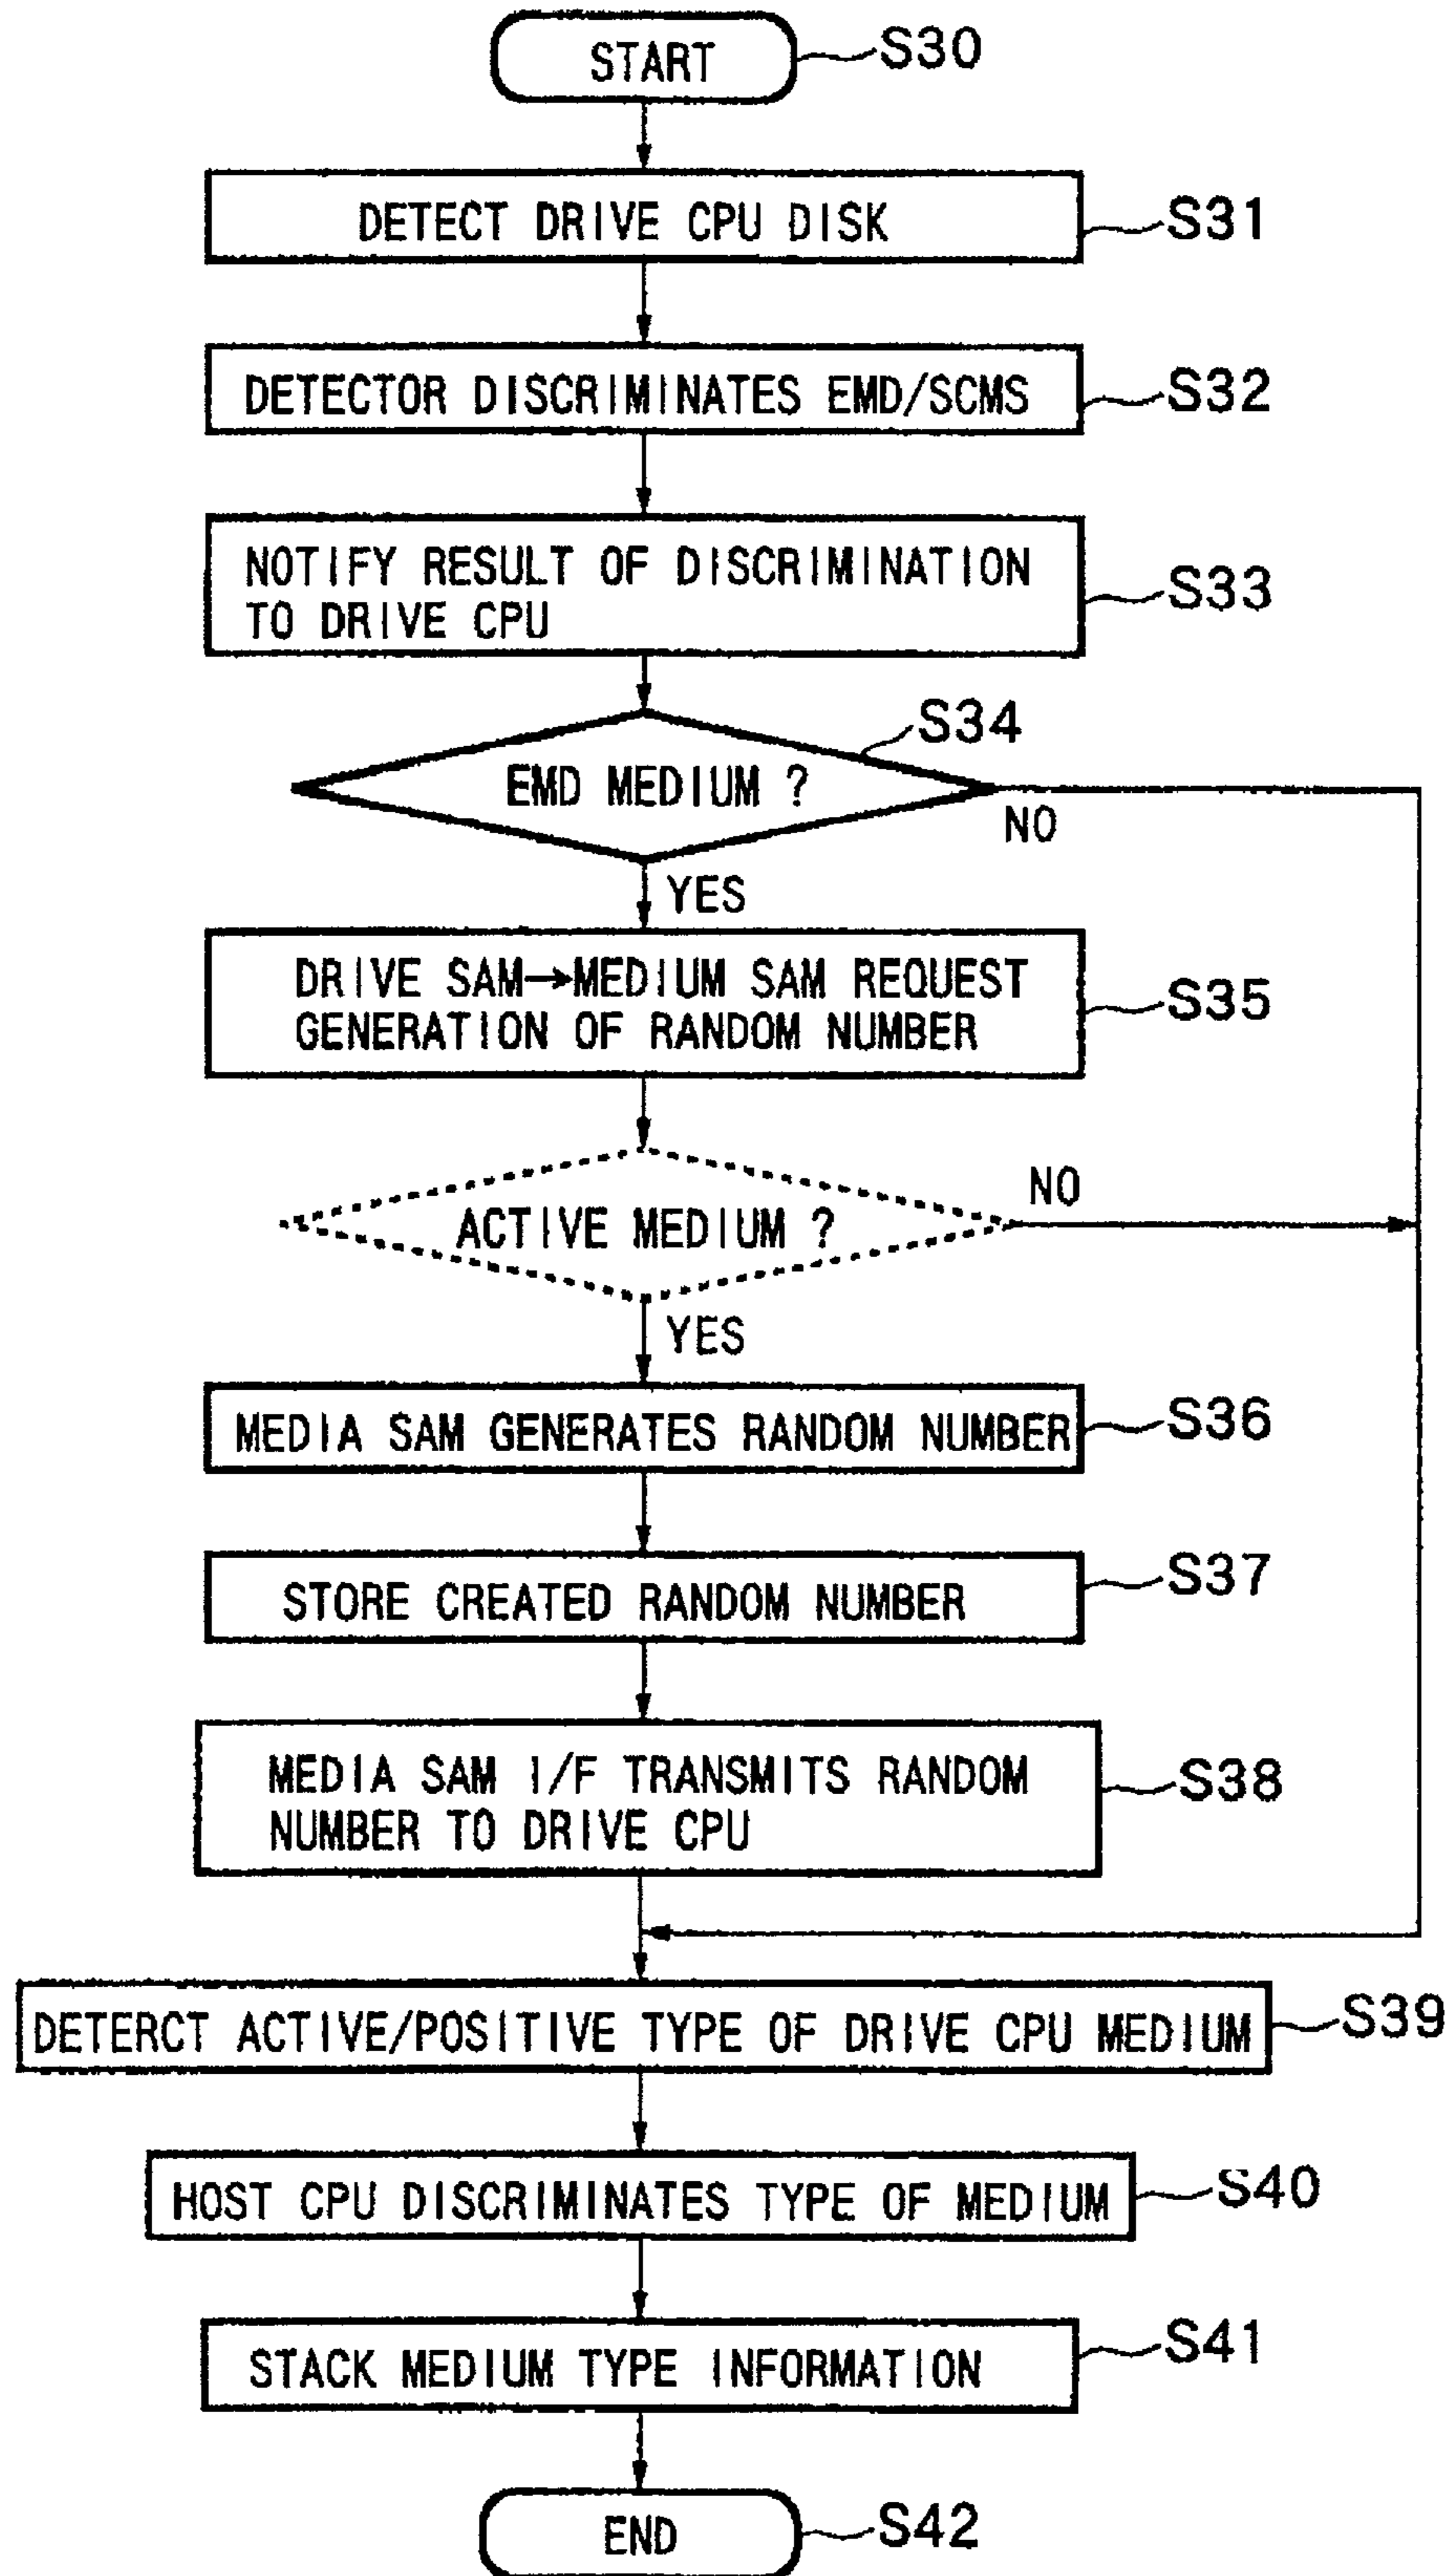 START
S30
DETECT DRIVE CPU DISK
S31
DETECTOR DISCRIMINATES EMD/SCMS
S32
NOTIFY RESULT OF DISCRIMINATION
TO DRIVE CPU
S33
S34
EMD MEDIUM ?
NO
YES
DRIVE SAM→MEDIUM SAM REQUEST
GENERATION OF RANDOM NUMBER
S35
NO
ACTIVE MEDIUM ?
YES
MEDIA SAM GENERATES RANDOM NUMBER
S36
STORE CREATED RANDOM NUMBER
S37
MEDIA SAM I/F TRANSMITS RANDOM
NUMBER TO DRIVE CPU
S38
DETERCT ACTIVE/POSITIVE TYPE OF DRIVE CPU MEDIUM
S39
HOST CPU DISCRIMINATES TYPE OF MEDIUM
S40
STACK MEDIUM TYPE INFORMATION
S41
END
S42